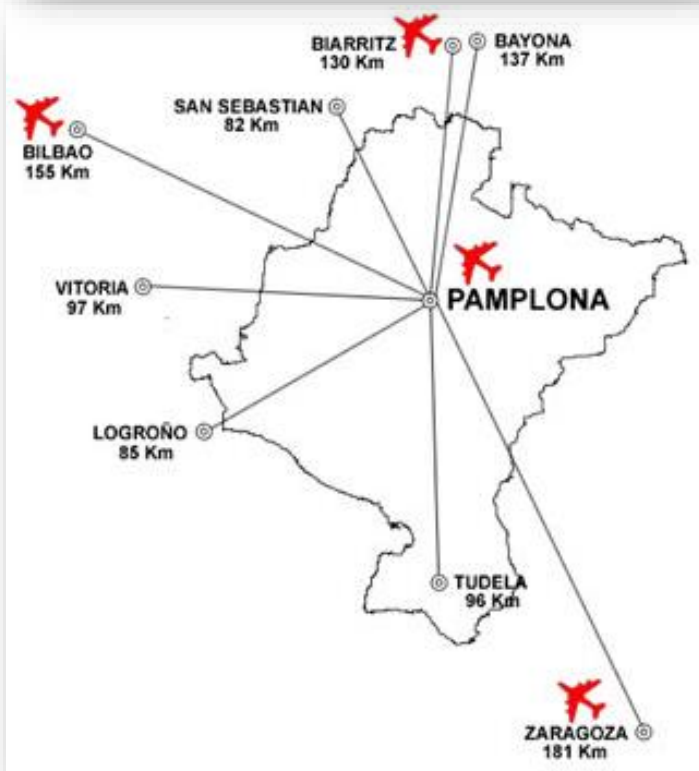 BIARRITZ
130 Km
BAYONA
137 Km
SAN SEBASTIAN
82 Km
BILBAO
155 Km
VITORIA
97 Km
PAMPLONA
LOGROÑO
85 Km
TUDELA
96 Km
ZARAGOZA
181 Km